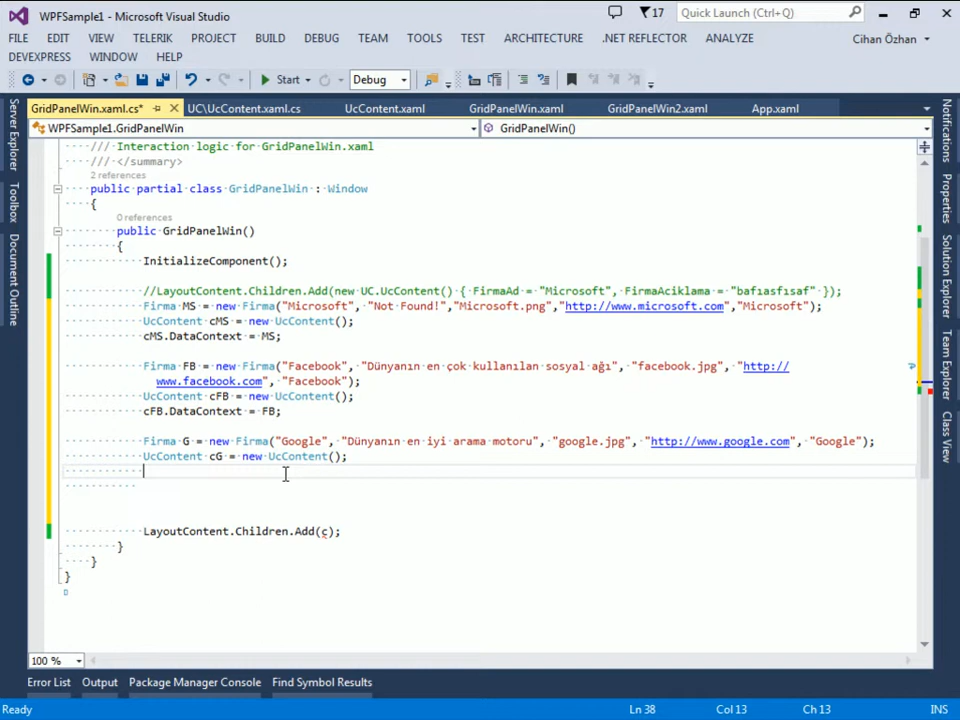 WPFSample1 - Microsoft Visual Studio
17
Quick Launch (Ctrl+Q)
FILE EDIT VIEW TELERIK PROJECT BUILD DEBUG TEAM TOOLS TEST ARCHITECTURE .NET REFLECTOR ANALYZE
Cihan Özhan
DEVEXPRESS WINDOW HELP
Start
Debug
GridPanelWin.xaml.cs* UC\UcContent.xaml.cs UcContent.xaml GridPanelWin.xaml GridPanelWin2.xaml App.xaml
WPFSample1.GridPanelWin
GridPanelWin()
Server Explorer
Toolbox
Document Outline
Notifications
Properties
Solution Explorer
Team Explorer
Class View
/// Interaction logic for GridPanelWin.xaml
/// </summary>
2 references
public partial class GridPanelWin : Window
{
0 references
public GridPanelWin()
{
InitializeComponent();
//LayoutContent.Children.Add(new UC.UcContent() { FirmaAd = "Microsoft", FirmaAciklama = "bafıasfısaf" });
Firma MS = new Firma("Microsoft", "Not Found!","Microsoft.png","http://www.microsoft.com","Microsoft");
UcContent cMS = new UcContent();
cMS.DataContext = MS;
Firma FB = new Firma("Facebook", "Dünyanın en çok kullanılan sosyal ağı", "facebook.jpg", "http://
www.facebook.com", "Facebook");
UcContent cFB = new UcContent();
cFB.DataContext = FB;
Firma G = new Firma("Google", "Dünyanın en iyi arama motoru", "google.jpg", "http://www.google.com", "Google");
UcContent cG = new UcContent();
LayoutContent.Children.Add(c);
}
}
}
100 %
Error List Output Package Manager Console Find Symbol Results
Ready
Ln 38 Col 13 Ch 13 INS